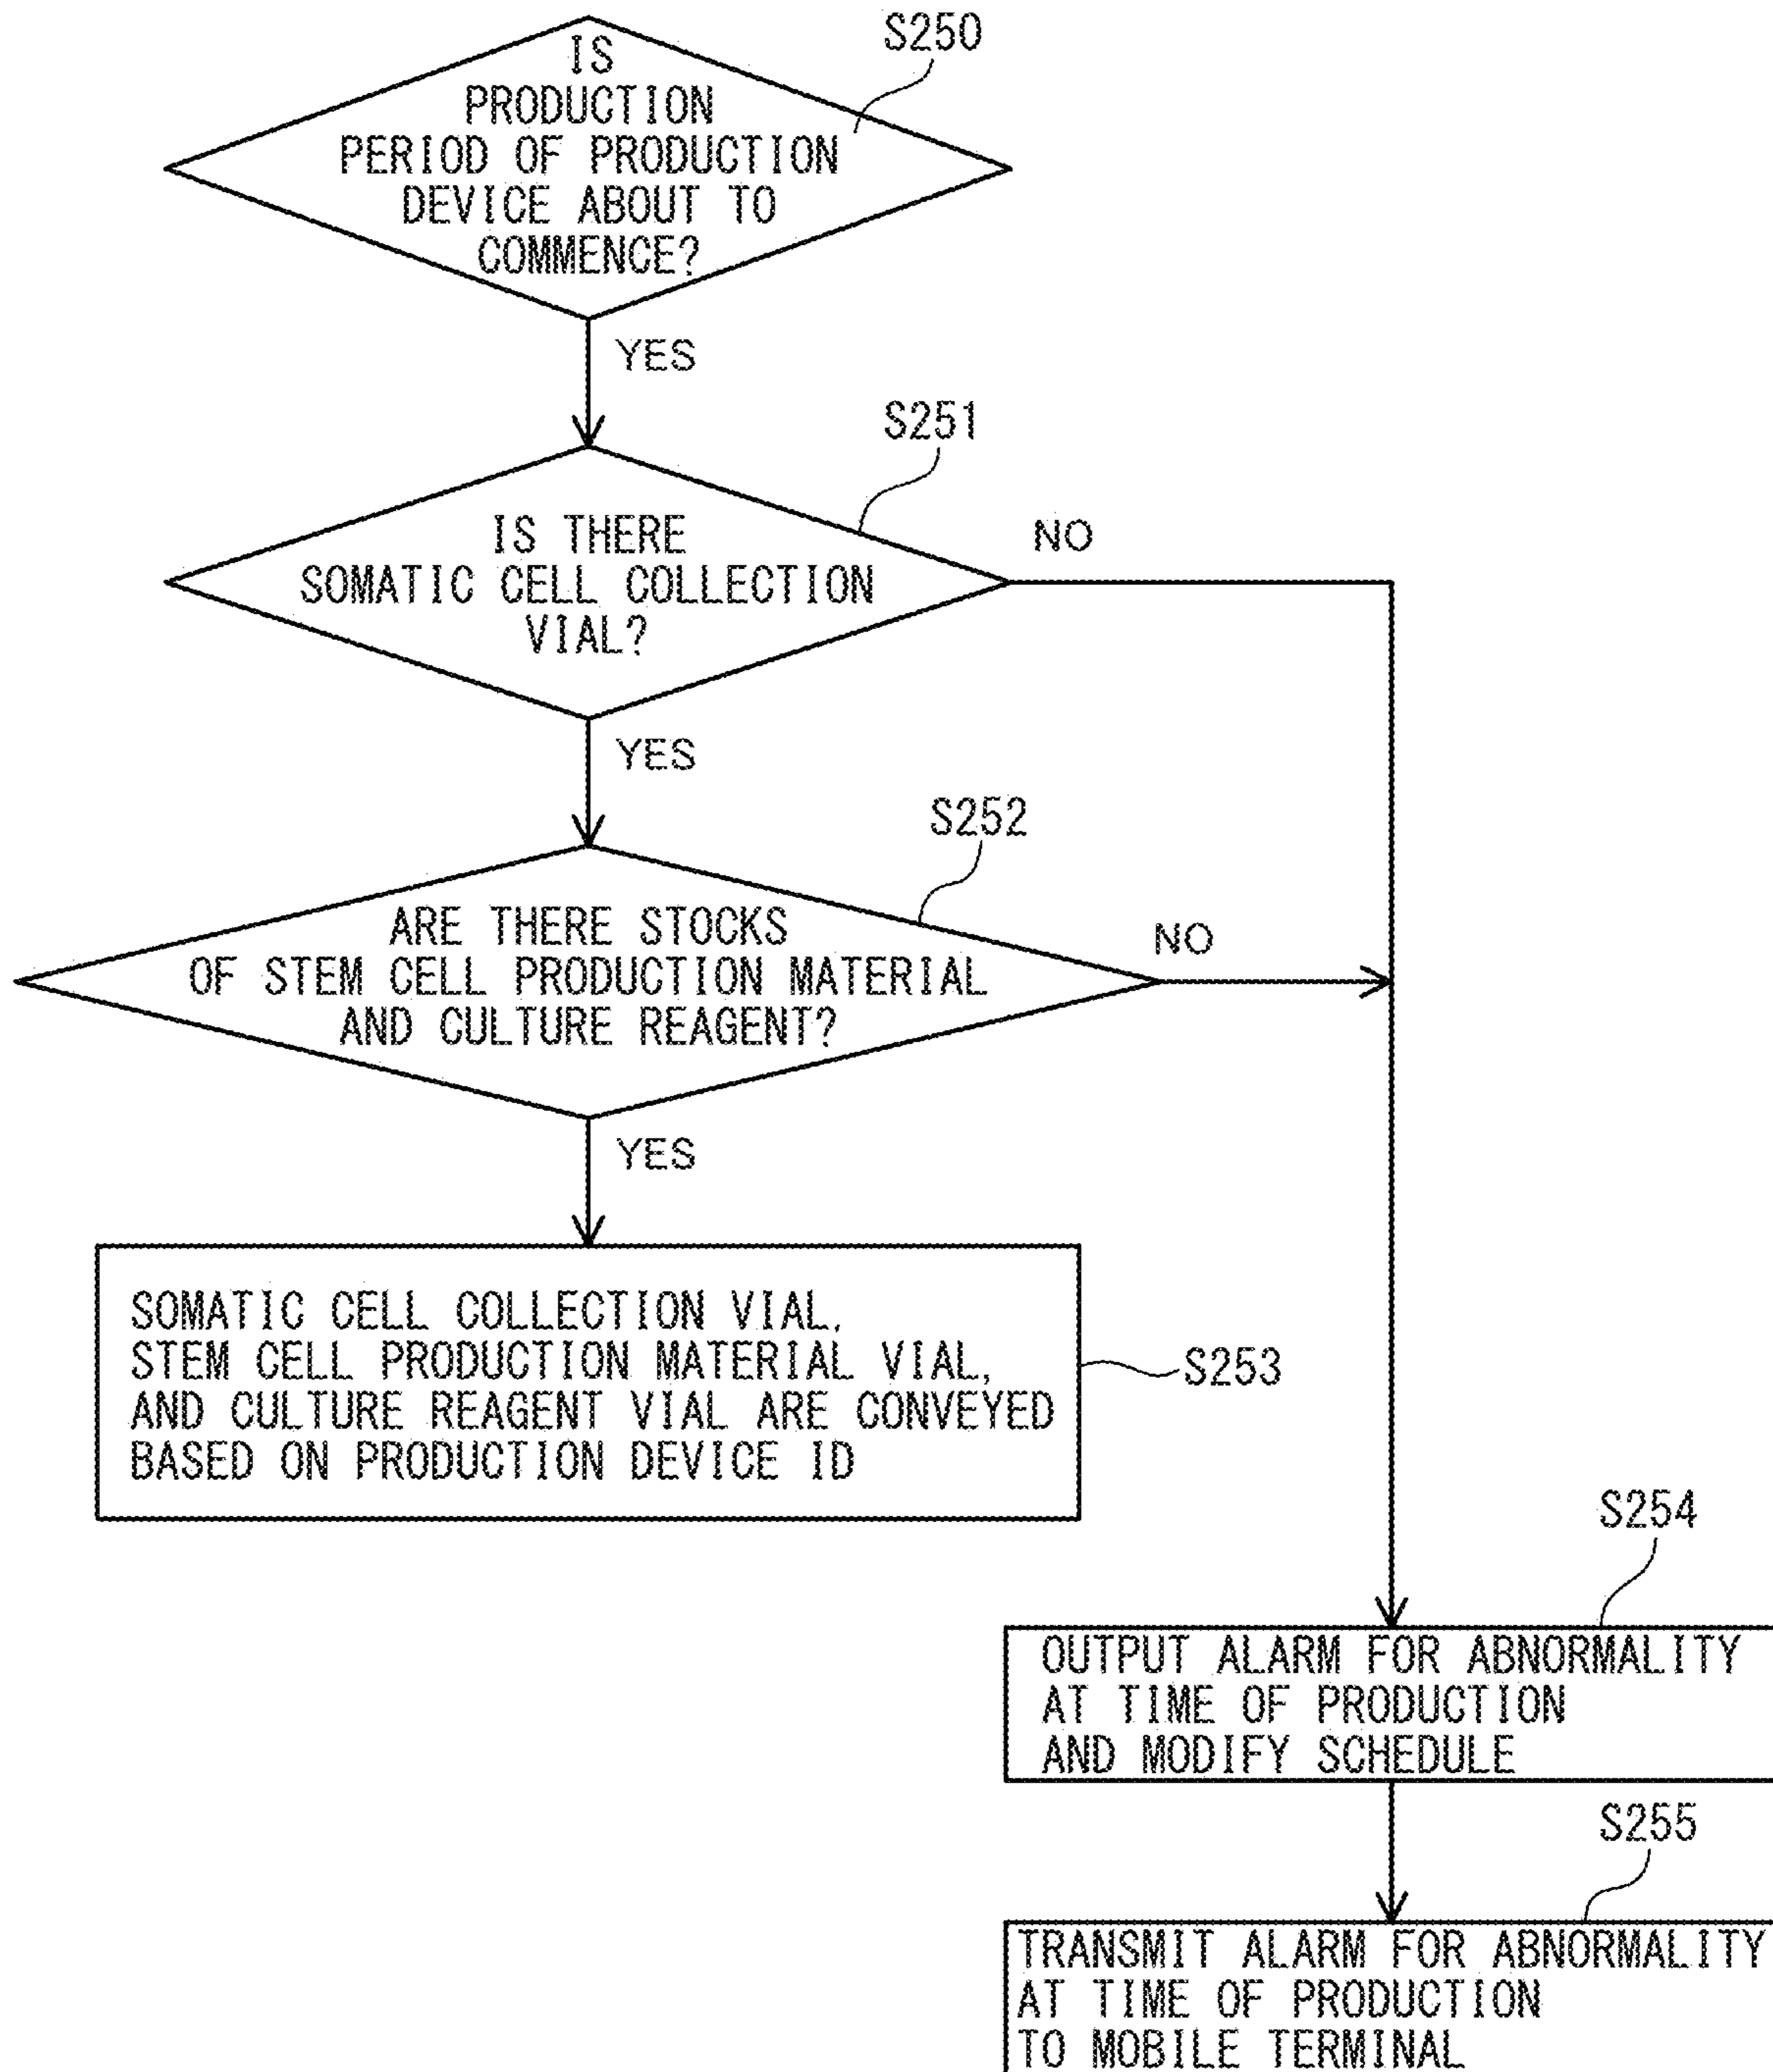 S250
IS
PRODUCTION
PERIOD OF PRODUCTION
DEVICE ABOUT TO
COMMENCE?
YES
S251
IS THERE
SOMATIC CELL COLLECTION
VIAL?
NO
YES
S252
ARE THERE STOCKS
OF STEM CELL PRODUCTION MATERIAL
AND CULTURE REAGENT?
NO
YES
SOMATIC CELL COLLECTION VIAL,
STEM CELL PRODUCTION MATERIAL VIAL,
AND CULTURE REAGENT VIAL ARE CONVEYED
BASED ON PRODUCTION DEVICE ID
S253
S254
OUTPUT ALARM FOR ABNORMALITY
AT TIME OF PRODUCTION
AND MODIFY SCHEDULE
S255
TRANSMIT ALARM FOR ABNORMALITY
AT TIME OF PRODUCTION
TO MOBILE TERMINAL